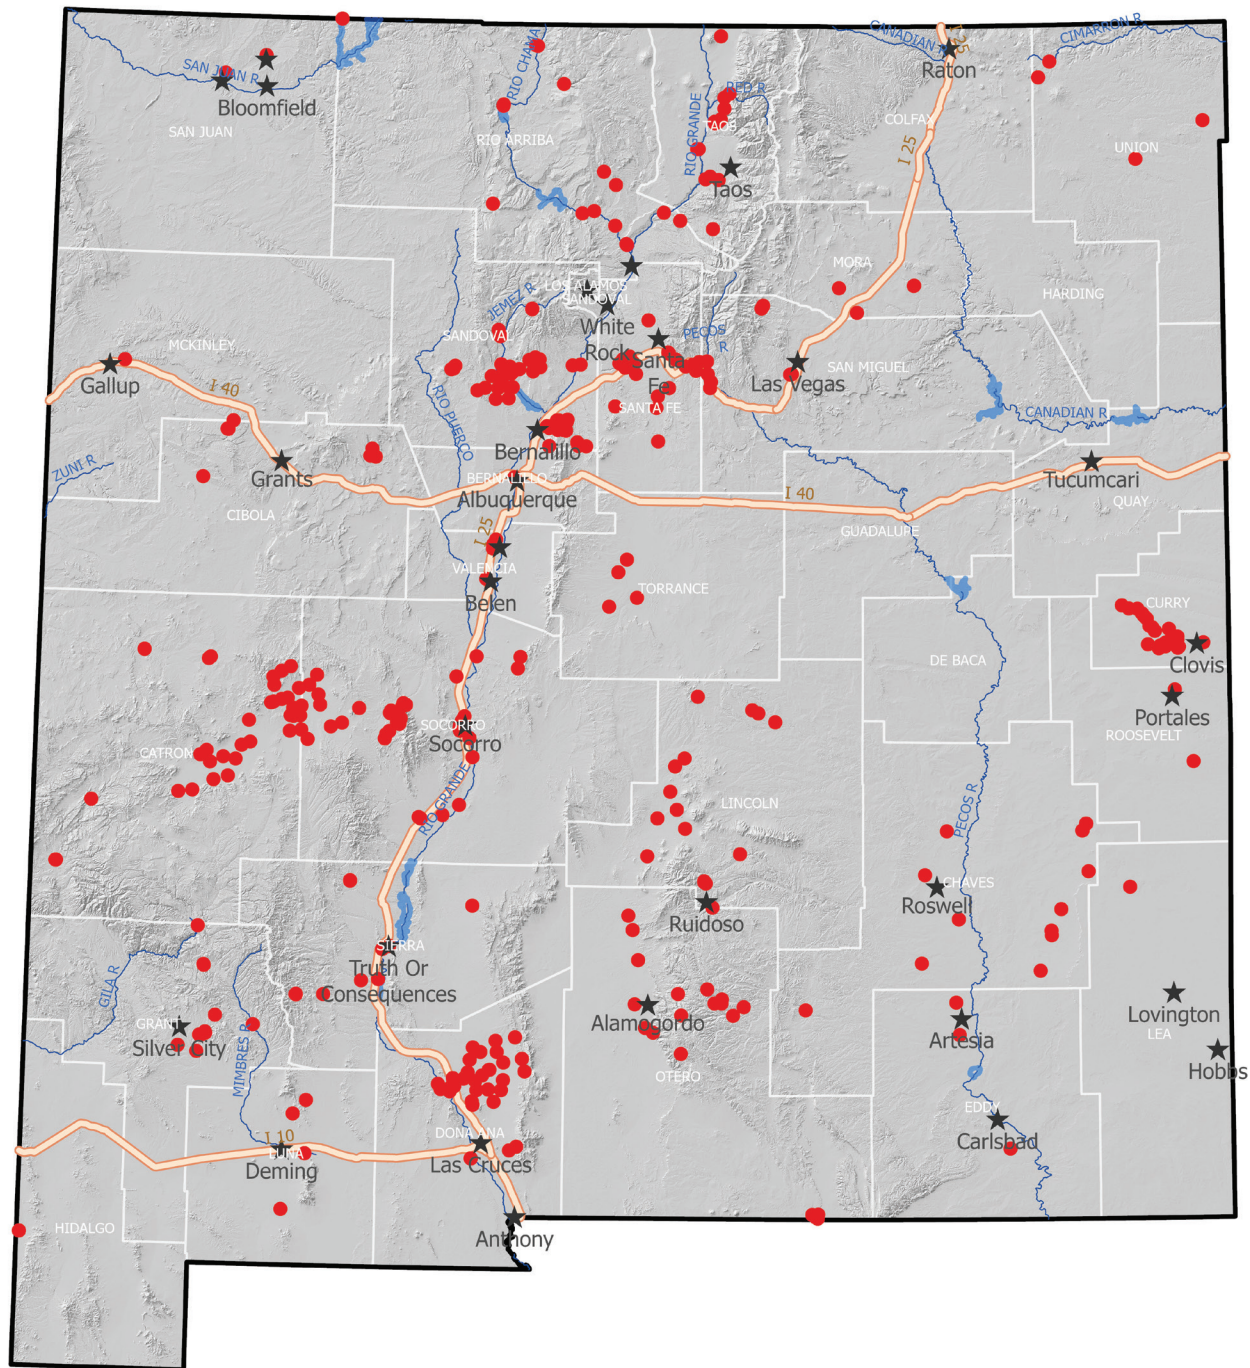 CANADIAN R
I 25
CIMARRON R
RIO CHAMA
SAN JUAN R
Raton
Bloomfield
RED R
SAN JUAN
RIO ARRIBA
RIO GRANDE
TAOS
COLFAX
I 25
UNION
Taos
MORA
HARDING
LOS ALAMOS
SANDOVAL
JEMEZ R
White
Rock
SANDOVAL
PECOS
R
MCKINLEY
Gallup
I 40
Santa
Fe
Las Vegas
SAN MIGUEL
RIO PUERCO
SANTA FE
CANADIAN R
Bernalillo
ZUNI R
Grants
BERNALILLO
Albuquerque
Tucumcari
I 40
QUAY
CIBOLA
I 25
GUADALUPE
VALENCIA
TORRANCE
Belen
CURRY
Clovis
DE BACA
Portales
SOCORRO
Socorro
ROOSEVELT
CATRON
RIO GRANDE
LINCOLN
PECOS R
CHAVES
Roswell
Ruidoso
SIERRA
Truth Or
Consequences
GILA R
GRANT
Silver City
MIMBRES R
Alamogordo
Artesia
Lovington
LEA
Hobbs
OTERO
EDDY
Carlsbad
I 10
DONA ANA
Las Cruces
LUNA
Deming
HIDALGO
Anthony